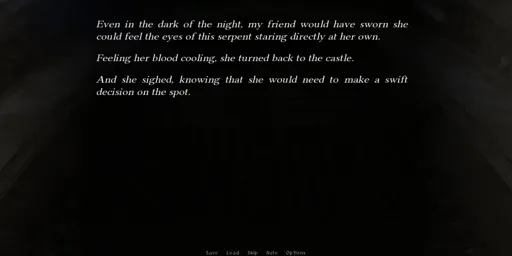 Even in the dark of the night, my friend would have sworn she
could feel the eyes of this serpent staring directly at her own.
Feeling her blood cooling, she turned back to the castle.
And she sighed, knowing that she would need to make a swift
decision on the spot.
Save Load Skip Auto Options